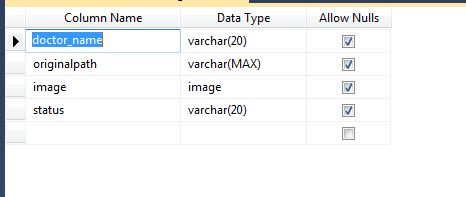 Column Name Data Type Allow Nulls
doctor_name varchar(20)
originalpath varchar(MAX)
image image
status varchar(20)